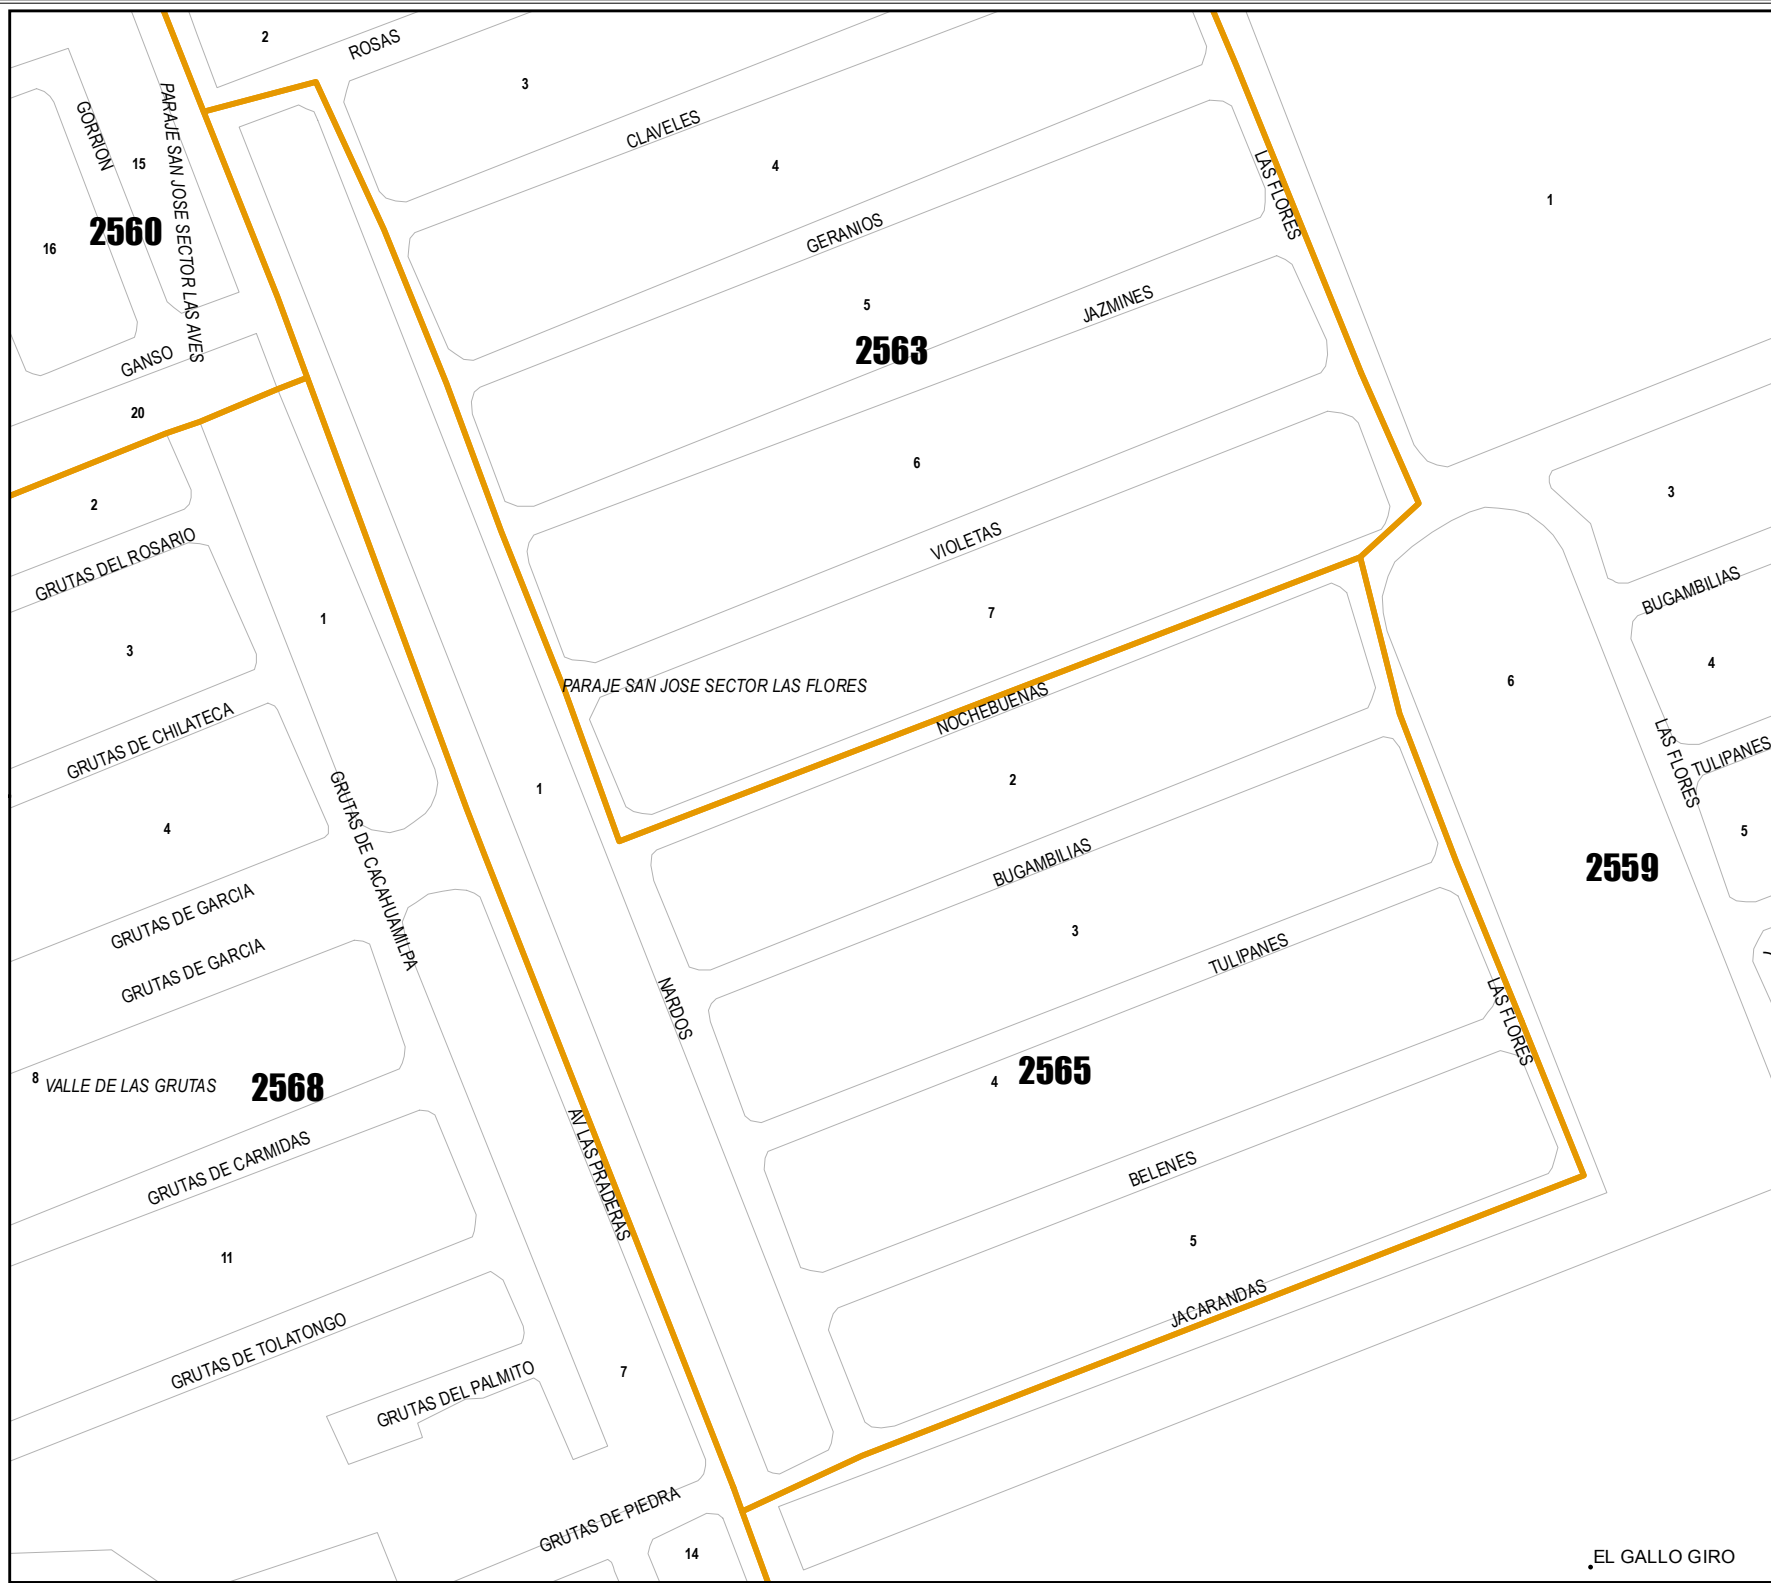 2
ROSAS
3
CLAVELES
GORRION
PARAJE SAN JOSE SECTOR LAS AVES
15
4
LAS FLORES
1
2560
16
GERANIOS
5
JAZMINES
2563
GANSO
20
6
2
3
VIOLETAS
GRUTAS DEL ROSARIO
BUGAMBILIAS
7
1
3
4
PARAJE SAN JOSE SECTOR LAS FLORES
6
NOCHEBUENAS
GRUTAS DE CHILATECA
LAS FLORES
TULIPANES
2
1
GRUTAS DE CACAHUAMILPA
4
5
BUGAMBILIAS
2559
GRUTAS DE GARCIA
3
TULIPANES
GRUTAS DE GARCIA
NARDOS
LAS FLORES
2565
4
8
VALLE DE LAS GRUTAS
2568
AV LAS PRADERAS
GRUTAS DE CARMIDAS
BELENES
5
11
JACARANDAS
GRUTAS DE TOLATONGO
7
GRUTAS DEL PALMITO
GRUTAS DE PIEDRA
14
EL GALLO GIRO